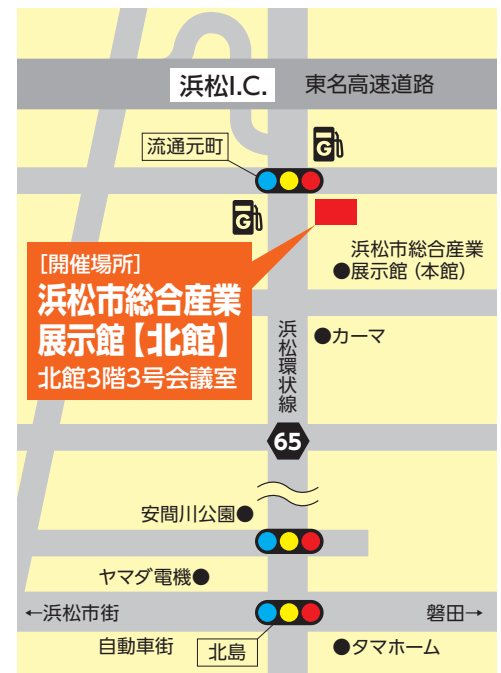 浜松I.C.
東名高速道路
流通元町
G
G
浜松市総合産業
●展示館(本館)
[開催場所]
浜松市総合産業
展示館【北館】
北館3階3号会議室
浜松環状線
●カーマ
65
安間川公園●
ヤマダ電機●
←浜松市街
磐田→
自動車街
北島
●タマホーム